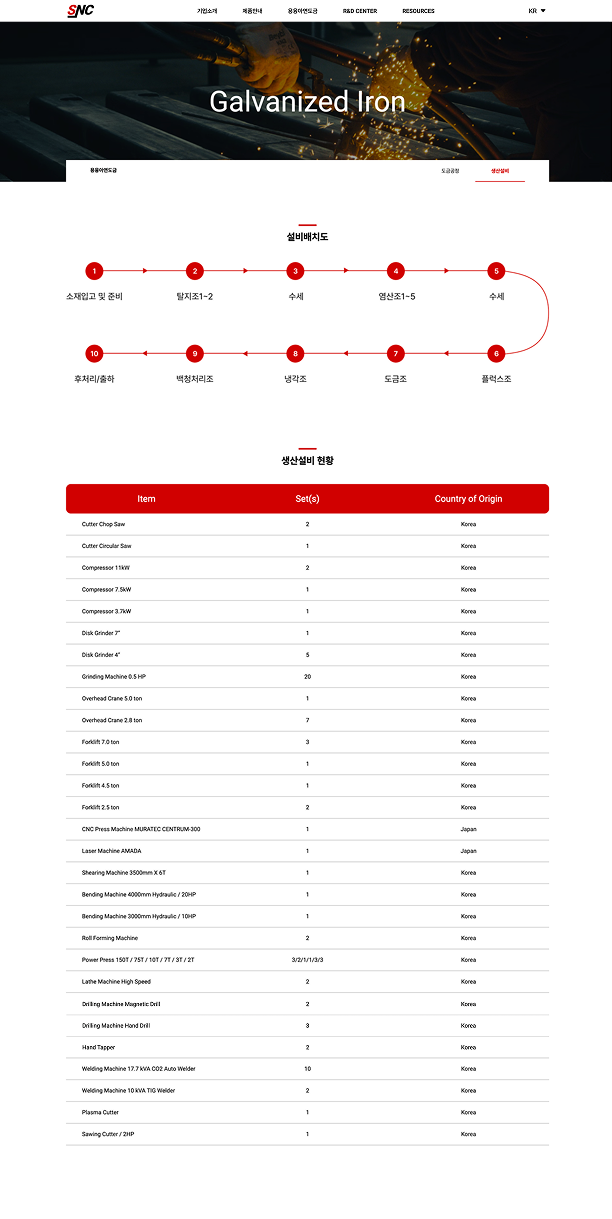 SNC
기업소개 제품안내 용융아연도금 R&D CENTER RESOURCES KR
Galvanized Iron
용융아연도금 도금공정 생산설비
설비배치도
1 2 3 4 5
소재입고 및 준비 탈지조1~2 수세 염산조1~5 수세
10 9 8 7 6
후처리/출하 백청처리조 냉각조 도금조 플럭스조
생산설비 현황
Item Set(s) Country of Origin
Cutter Chop Saw 2 Korea
Cutter Circular Saw 1 Korea
Compressor 11kW 2 Korea
Compressor 7.5kW 1 Korea
Compressor 3.7kW 1 Korea
Disk Grinder 7" 1 Korea
Disk Grinder 4" 5 Korea
Grinding Machine 0.5 HP 20 Korea
Overhead Crane 5.0 ton 1 Korea
Overhead Crane 2.8 ton 7 Korea
Forklift 7.0 ton 3 Korea
Forklift 5.0 ton 1 Korea
Forklift 4.5 ton 1 Korea
Forklift 2.5 ton 2 Korea
CNC Press Machine MURATEC CENTRUM-300 1 Japan
Laser Machine AMADA 1 Japan
Shearing Machine 3500mm X 6T 1 Korea
Bending Machine 4000mm Hydraulic / 20HP 1 Korea
Bending Machine 3000mm Hydraulic / 10HP 1 Korea
Roll Forming Machine 2 Korea
Power Press 150T / 75T / 10T / 7T / 3T / 2T 3/2/1/1/3/3 Korea
Lathe Machine High Speed 2 Korea
Drilling Machine Magnetic Drill 2 Korea
Drilling Machine Hand Drill 3 Korea
Hand Tapper 2 Korea
Welding Machine 17.7 kVA CO2 Auto Welder 10 Korea
Welding Machine 10 kVA TIG Welder 2 Korea
Plasma Cutter 1 Korea
Sawing Cutter / 2HP 1 Korea